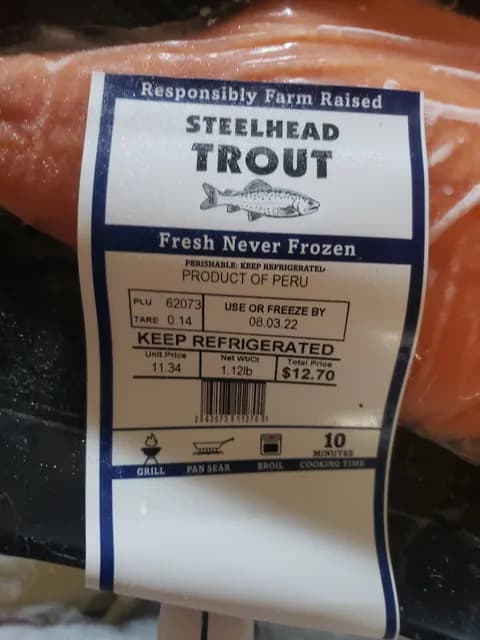 Responsibly Farm Raised
STEELHEAD
TROUT
Fresh Never Frozen
PERISHABLE: KEEP REFRIGERATED
PRODUCT OF PERU
PLU 62073
TARE 0.14
USE OR FREEZE BY
08.03.22
KEEP REFRIGERATED
Unit Price
11.34
Net Wt/Ct
1.12lb
Total Price
$12.70
GRILL
PAN SEAR
BROIL
10
MINUTES
COOKING TIME